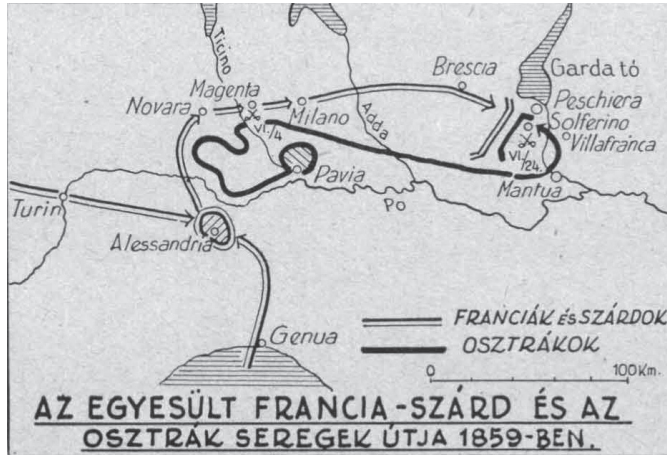 Ticino
Garda tó
Brescia
Magenta
Peschiera
Novara
Milano
Adda
Solferino
VI./4
Villafranca
VI./24.
Pavia
Mantua
Turin
Po
Alessandria
FRANCIÁK ÉS SZÁRDOK
Genua
OSZTRÁKOK
0 100 Km.
AZ EGYESÜLT FRANCIA-SZÁRD ÉS AZ
OSZTRÁK SEREGEK ÚTJA 1859-BEN.